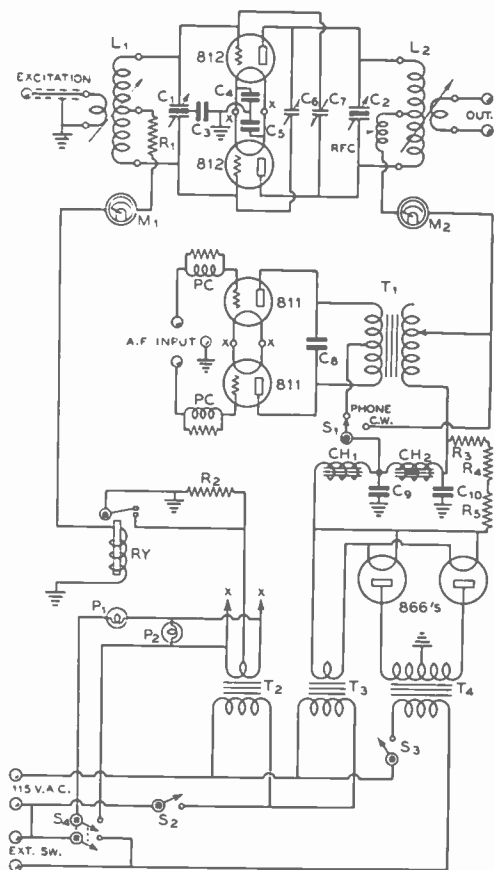 L1
812
L2
EXCITATION
C1
C4
C3
X
X
C5
C6
C7
C2
R1
812
RFC
OUT.
M1
M2
PC
811
T1
A.F INPUT
X
X
C8
PC
811
PHONE
C.W.
S1
R3
CH1
CH2
R4
R2
C9
C10
R5
RY
X
X
866's
P1
P2
T2
T3
T4
S3
115 V.A.C.
S4
S2
EXT. SW.